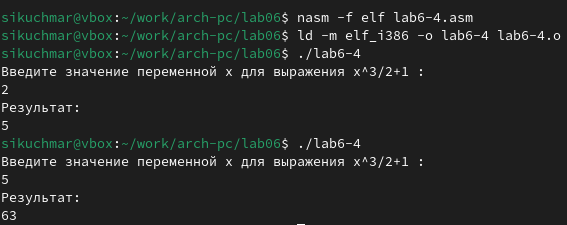 sikuchmar@vbox:~/work/arch-pc/lab06$ nasm -f elf lab6-4.asm
sikuchmar@vbox:~/work/arch-pc/lab06$ ld -m elf_i386 -o lab6-4 lab6-4.o
sikuchmar@vbox:~/work/arch-pc/lab06$ ./lab6-4
Введите значение переменной x для выражения x^3/2+1 :
2
Результат:
5
sikuchmar@vbox:~/work/arch-pc/lab06$ ./lab6-4
Введите значение переменной x для выражения x^3/2+1 :
5
Результат:
63